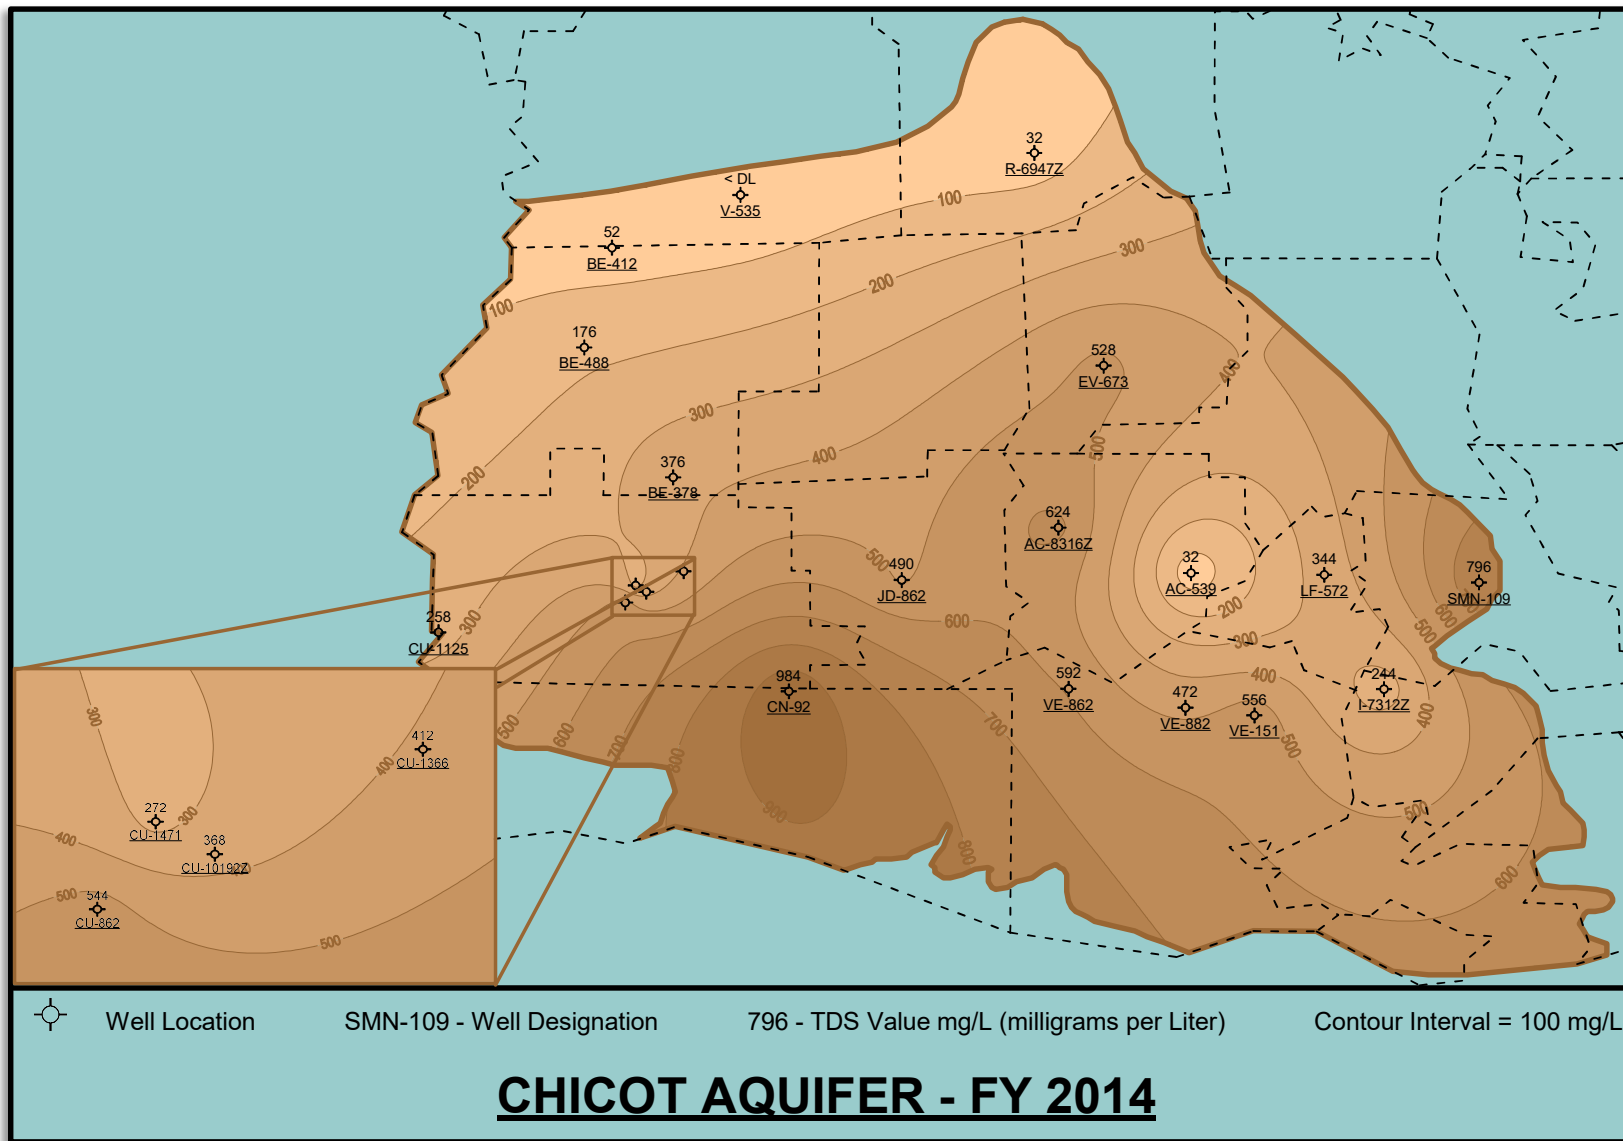 32
R-6947Z
< DL
V-535
100
52
BE-412
300
200
100
176
BE-488
528
EV-673
400
300
500
400
376
BE-378
200
624
AC-8316Z
500
490
JD-862
32
AC-539
344
LF-572
796
SMN-109
200
600
258
CU-1125
300
600
300
500
984
CN-92
592
VE-862
472
VE-882
556
VE-151
400
244
I-7312Z
400
500
600
700
800
700
500
900
800
500
600
300
412
CU-1366
400
272
CU-1471
300
400
368
CU-10192Z
500
544
CU-862
500
Well Location
SMN-109 - Well Designation
796 - TDS Value mg/L (milligrams per Liter)
Contour Interval = 100 mg/L
CHICOT AQUIFER - FY 2014